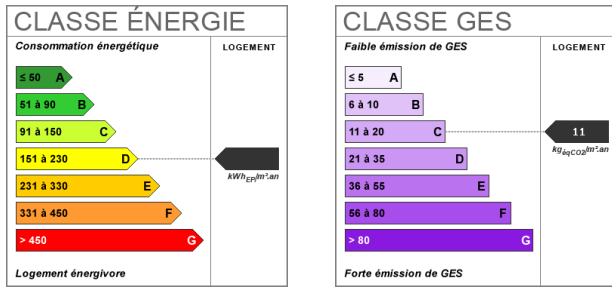 CLASSE ÉNERGIE
Consommation énergétique
LOGEMENT
≤ 50 A
51 à 90 B
91 à 150 C
151 à 230 D
231 à 330 E
331 à 450 F
> 450 G
kWhEP/m².an
Logement énergivore
CLASSE GES
Faible émission de GES
LOGEMENT
≤ 5 A
6 à 10 B
11 à 20 C
21 à 35 D
36 à 55 E
56 à 80 F
> 80 G
11
kgéqCO2/m².an
Forte émission de GES